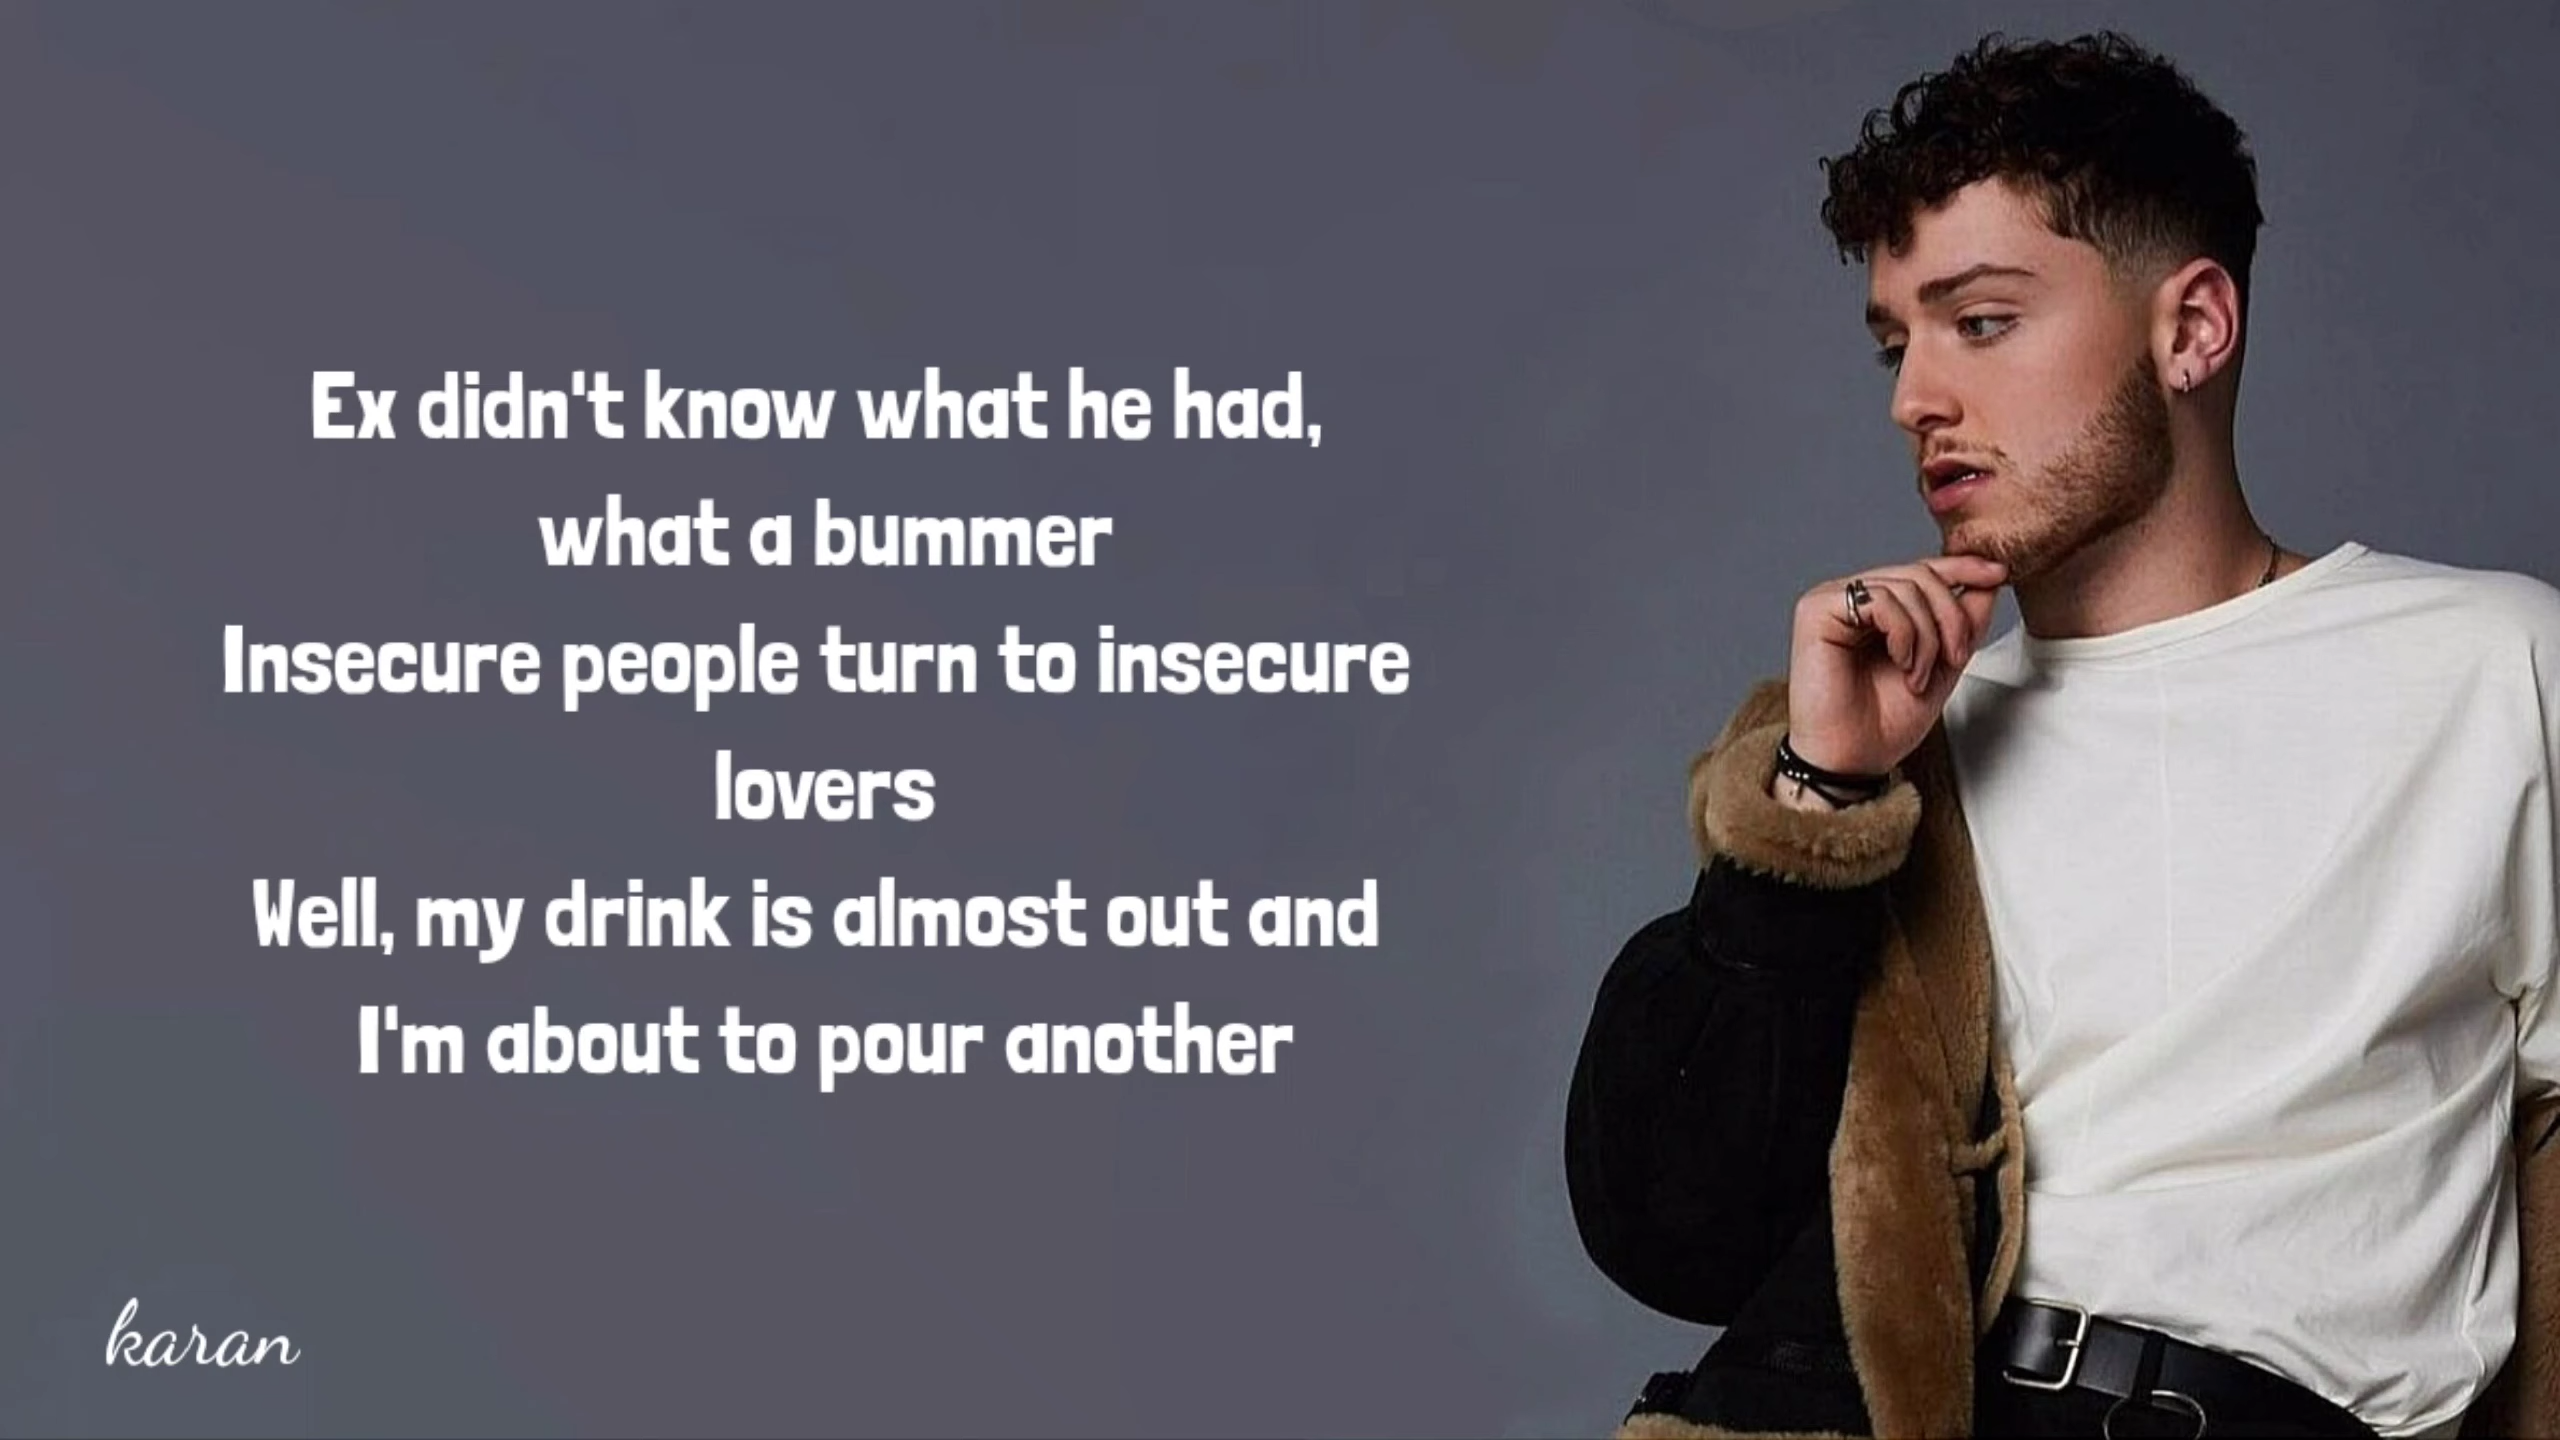 Ex didn't know what he had,
what a bummer
Insecure people turn to insecure
lovers
Well, my drink is almost out and
I'm about to pour another
karan